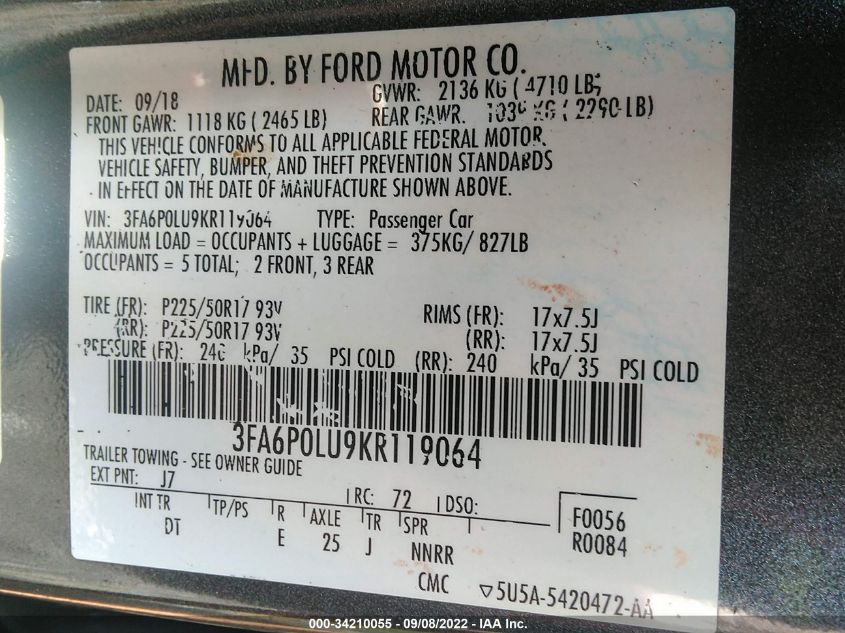 MFD. BY FORD MOTOR CO.
DATE: 09/18 GVWR: 2136 KG ( 4710 LB)
FRONT GAWR: 1118 KG ( 2465 LB) REAR GAWR: 1039 KG ( 2290 LB)
THIS VEHICLE CONFORMS TO ALL APPLICABLE FEDERAL MOTOR
VEHICLE SAFETY, BUMPER, AND THEFT PREVENTION STANDARDS
IN EFFECT ON THE DATE OF MANUFACTURE SHOWN ABOVE.
VIN: 3FA6P0LU9KR119064 TYPE: Passenger Car
MAXIMUM LOAD = OCCUPANTS + LUGGAGE = 375KG/ 827LB
OCCUPANTS = 5 TOTAL; 2 FRONT, 3 REAR
TIRE (FR): P225/50R17 93V RIMS (FR): 17x7.5J
(RR): P225/50R17 93V (RR): 17x7.5J
PRESSURE (FR): 240 kPa/ 35 PSI COLD (RR): 240 kPa/ 35 PSI COLD
3FA6P0LU9KR119064
TRAILER TOWING - SEE OWNER GUIDE
EXT PNT: J7 RC: 72 DSO:
INT TR TP/PS R AXLE TR SPR F0056
DT E 25 J NNRR R0084
CMC ▽5U5A-5420472-AA
000-34210055 - 09/08/2022 - IAA Inc.